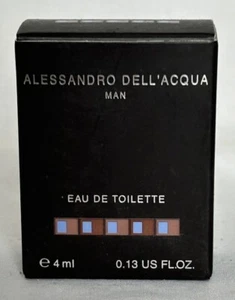 ALESSANDRO DELL'ACQUA
MAN
EAU DE TOILETTE
℮ 4 ml 0.13 US FL.OZ.